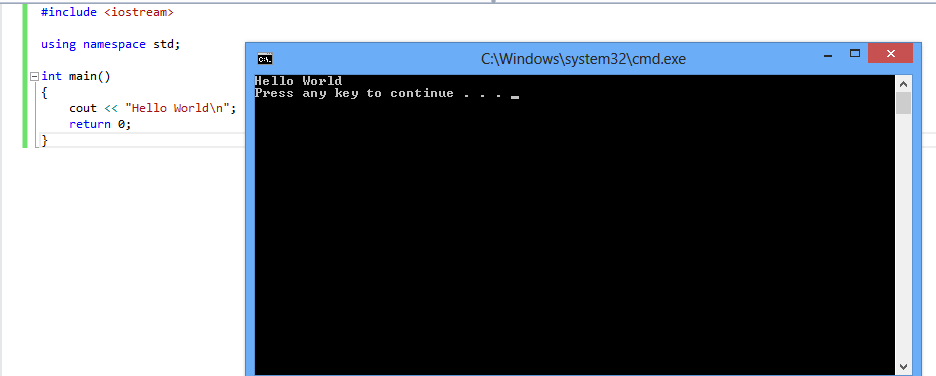 #include <iostream>
using namespace std;
int main()
{
cout << "Hello World\n";
return 0;
}
C:\Windows\system32\cmd.exe
Hello World
Press any key to continue . . . _